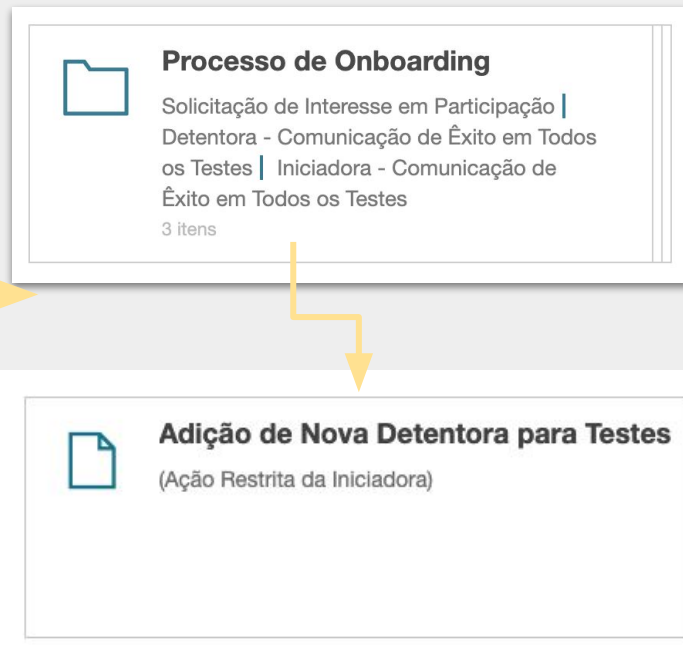 Processo de Onboarding
Solicitação de Interesse em Participação |
Detentora - Comunicação de Êxito em Todos
os Testes | Iniciadora - Comunicação de
Êxito em Todos os Testes
3 itens
Adição de Nova Detentora para Testes
(Ação Restrita da Iniciadora)